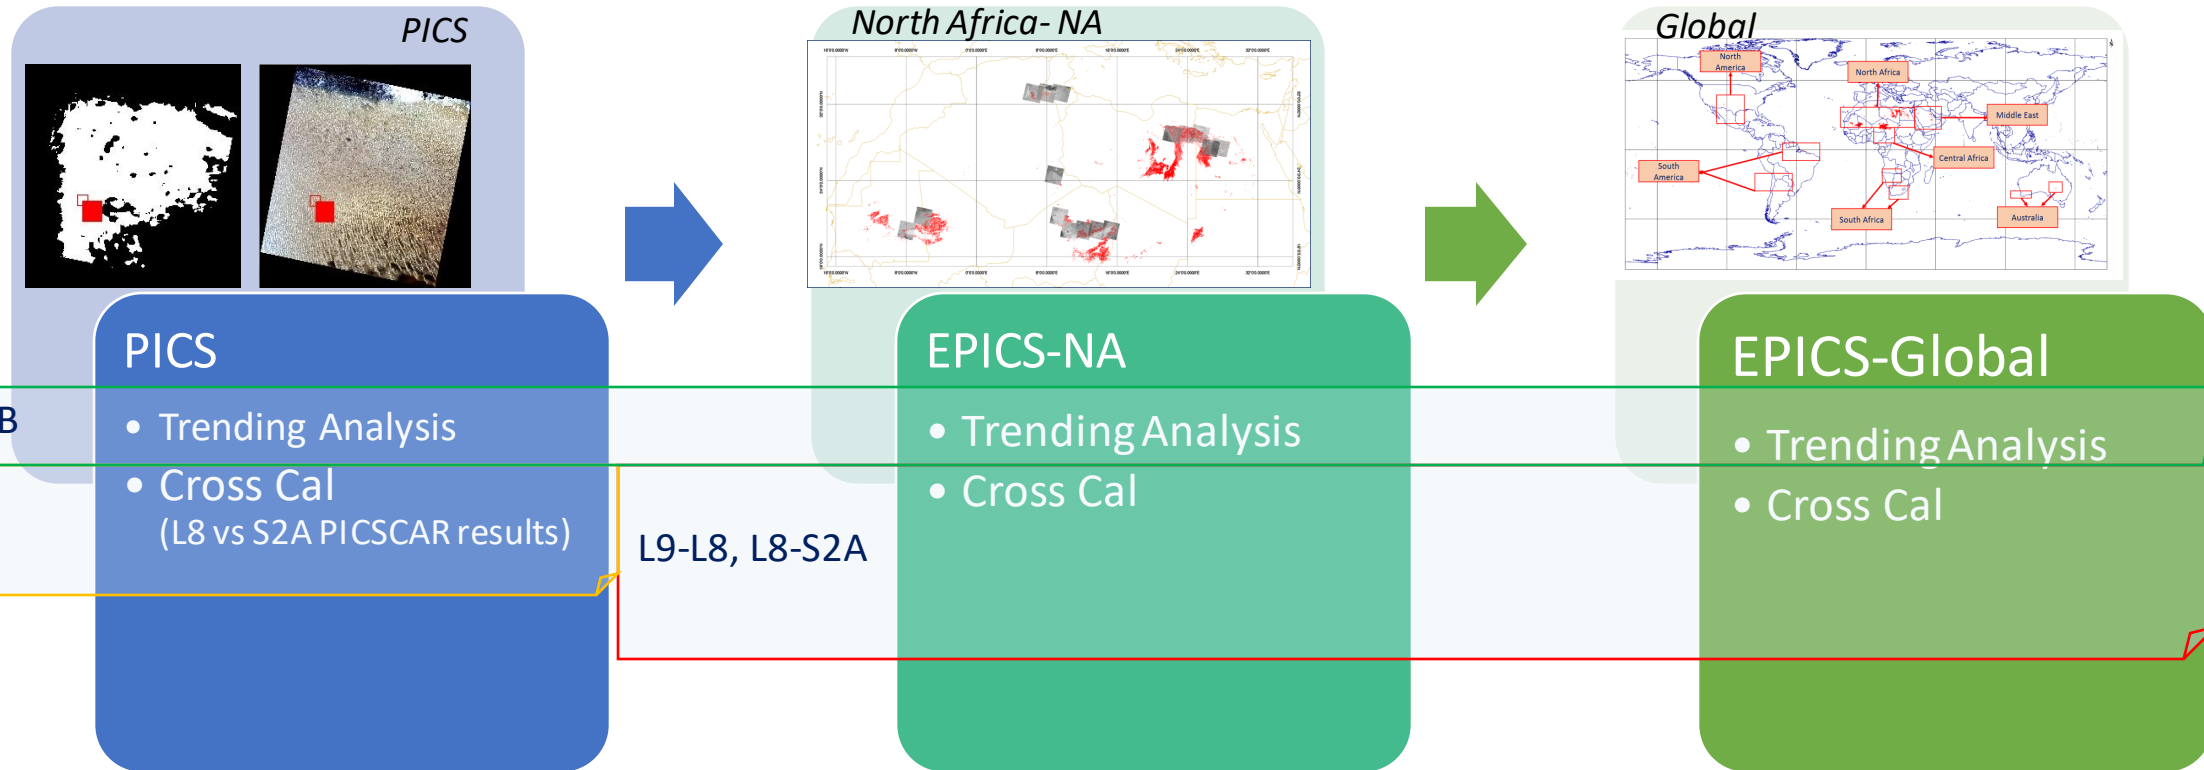 PICS
North Africa- NA
Global
North
America
North Africa
Middle East
Central Africa
South
America
South Africa
Australia
PICS
• Trending Analysis
• Cross Cal
(L8 vs S2A PICSCAR results)
B
L9-L8, L8-S2A
EPICS-NA
• Trending Analysis
• Cross Cal
EPICS-Global
• Trending Analysis
• Cross Cal